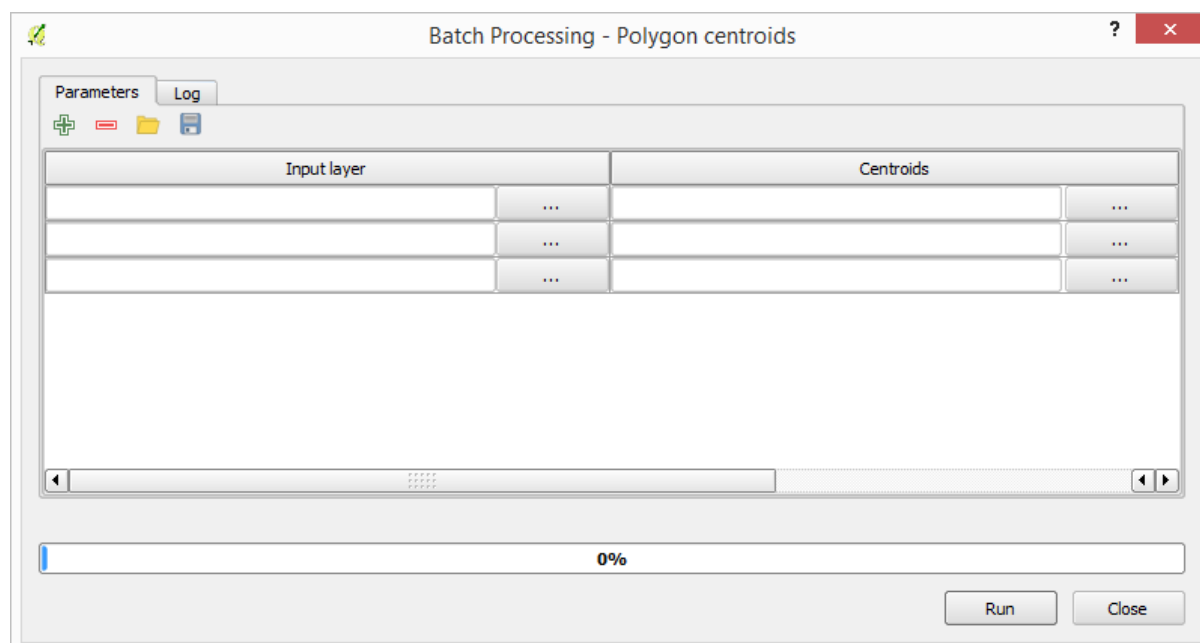 Batch Processing - Polygon centroids ?
Parameters Log
Input layer Centroids
... ...
... ...
... ...
0%
Run Close